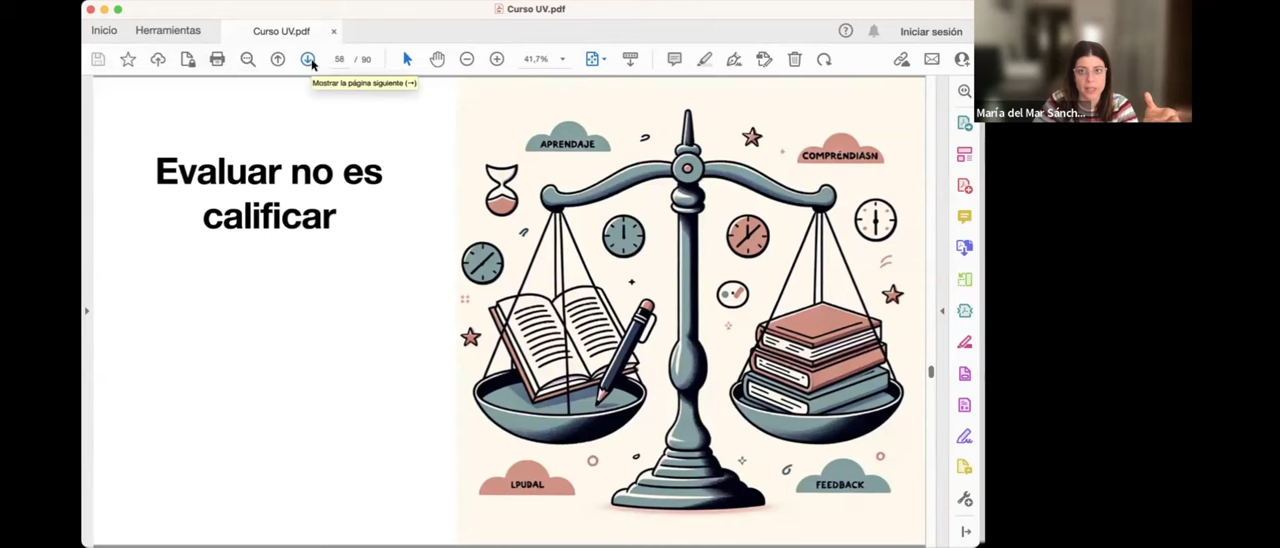 Curso UV.pdf
Inicio
Herramientas
Curso UV.pdf
Iniciar sesión
58 / 90
41,7%
Mostrar la página siguiente (→)
María del Mar Sánch...
Evaluar no es
calificar
APRENDAJE
COMPRÉNDIASN
LPUDAL
FEEDBACK